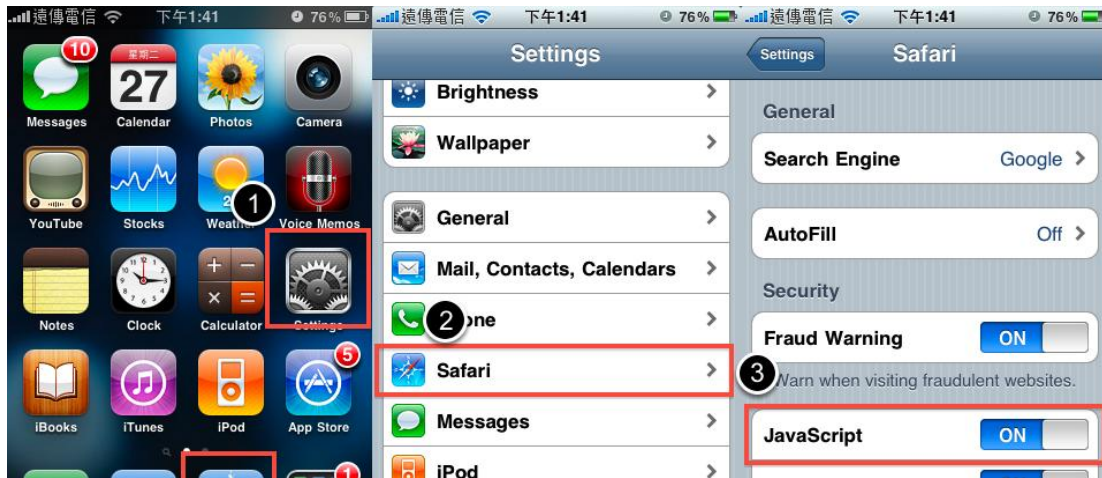 遠傳電信 下午1:41 76%
10
星期二
27
Messages Calendar Photos Camera
1
YouTube Stocks Weather Voice Memos
Notes Clock Calculator Settings
5
iBooks iTunes iPod App Store
1
遠傳電信 下午1:41 76%
Settings
Brightness
Wallpaper
General
Mail, Contacts, Calendars
2
one
Safari
Messages
iPod
遠傳電信 下午1:41 76%
Settings Safari
General
Search Engine Google
AutoFill Off
Security
Fraud Warning ON
3
Warn when visiting fraudulent websites.
JavaScript ON